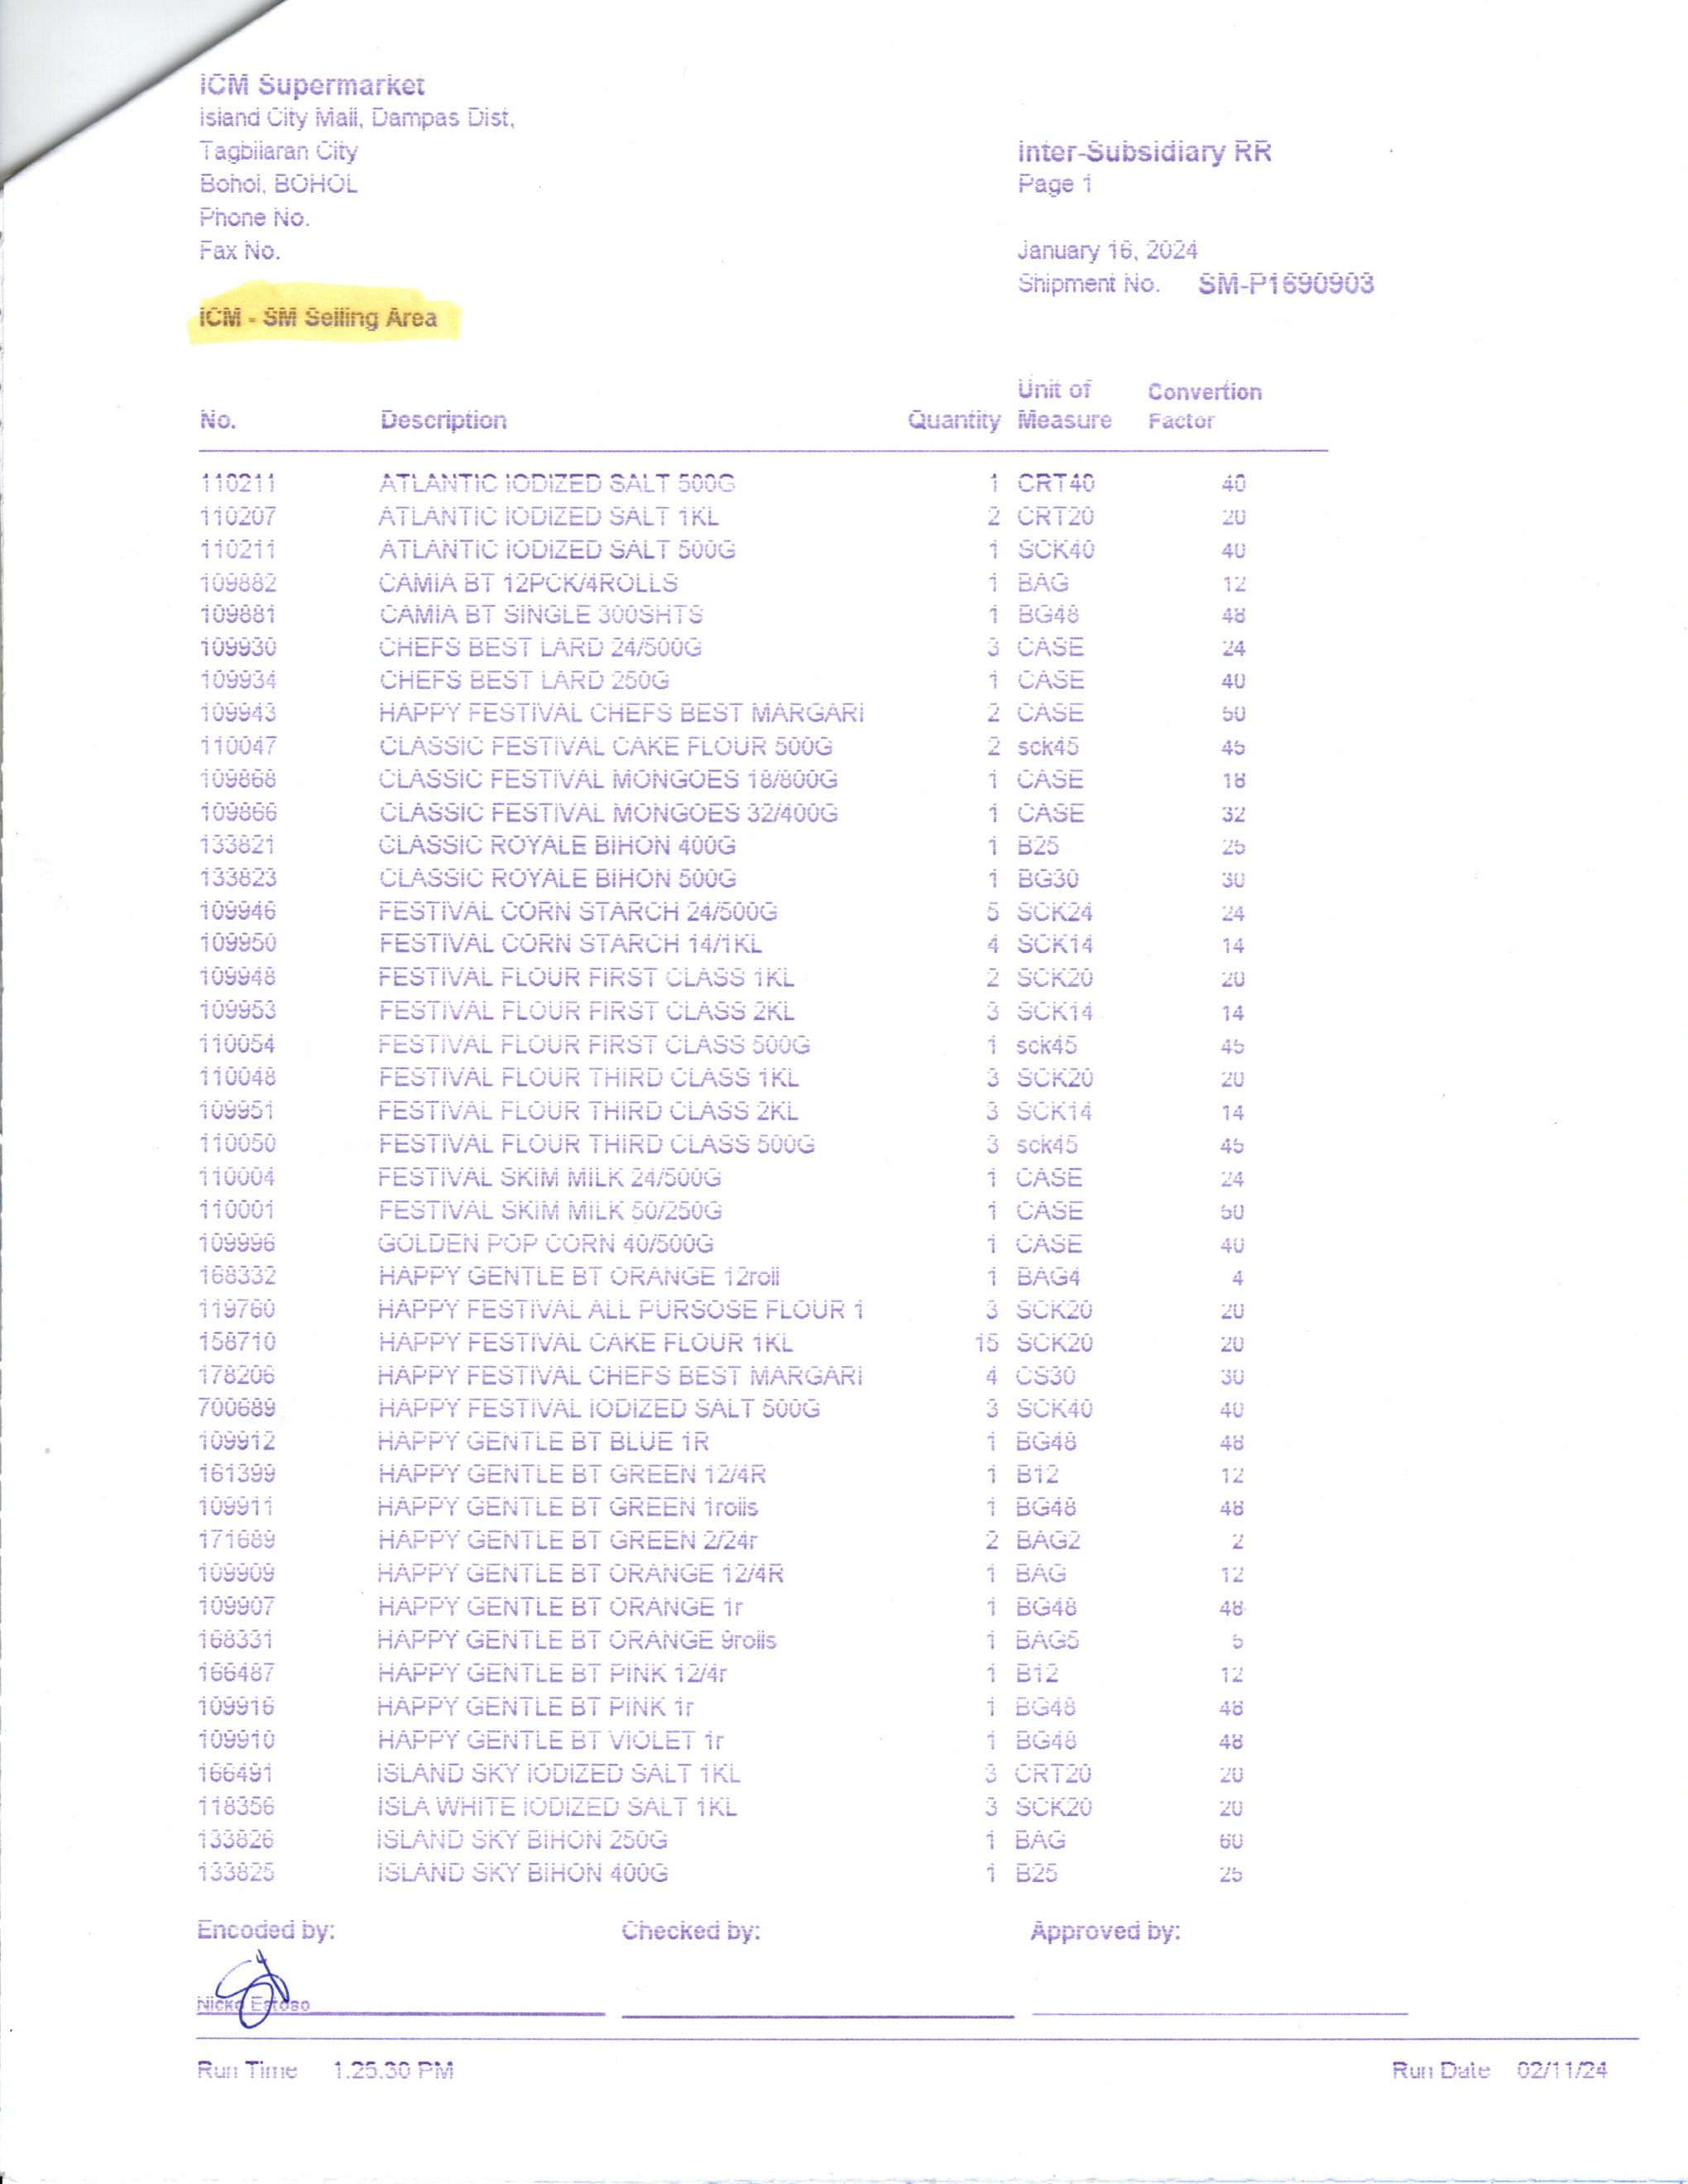 ICM Supermarket
Island City Mall, Dampas Dist,
Tagbilaran City
Bohol, BOHOL
Phone No.
Fax No.
Inter-Subsidiary RR
Page 1
January 16, 2024
Shipment No. SM-P1690903
ICM - SM Selling Area
No. Description Quantity Unit of Measure Convertion Factor
110211 ATLANTIC IODIZED SALT 500G 1 CRT40 40
110207 ATLANTIC IODIZED SALT 1KL 2 CRT20 20
110211 ATLANTIC IODIZED SALT 500G 1 SCK40 40
109882 CAMIA BT 12PCK/4ROLLS 1 BAG 12
109881 CAMIA BT SINGLE 300SHTS 1 BG48 48
109930 CHEFS BEST LARD 24/500G 3 CASE 24
109934 CHEFS BEST LARD 250G 1 CASE 40
109943 HAPPY FESTIVAL CHEFS BEST MARGARI 2 CASE 50
110047 CLASSIC FESTIVAL CAKE FLOUR 500G 2 sck45 45
109868 CLASSIC FESTIVAL MONGOES 18/800G 1 CASE 18
109866 CLASSIC FESTIVAL MONGOES 32/400G 1 CASE 32
133821 CLASSIC ROYALE BIHON 400G 1 B25 25
133823 CLASSIC ROYALE BIHON 500G 1 BG30 30
109946 FESTIVAL CORN STARCH 24/500G 5 SCK24 24
109950 FESTIVAL CORN STARCH 14/1KL 4 SCK14 14
109948 FESTIVAL FLOUR FIRST CLASS 1KL 2 SCK20 20
109953 FESTIVAL FLOUR FIRST CLASS 2KL 3 SCK14 14
110054 FESTIVAL FLOUR FIRST CLASS 500G 1 sck45 45
110048 FESTIVAL FLOUR THIRD CLASS 1KL 3 SCK20 20
109951 FESTIVAL FLOUR THIRD CLASS 2KL 3 SCK14 14
110050 FESTIVAL FLOUR THIRD CLASS 500G 3 sck45 45
110004 FESTIVAL SKIM MILK 24/500G 1 CASE 24
110001 FESTIVAL SKIM MILK 50/250G 1 CASE 50
109996 GOLDEN POP CORN 40/500G 1 CASE 40
168332 HAPPY GENTLE BT ORANGE 12roll 1 BAG4 4
119760 HAPPY FESTIVAL ALL PURSOSE FLOUR 1 3 SCK20 20
158710 HAPPY FESTIVAL CAKE FLOUR 1KL 15 SCK20 20
178206 HAPPY FESTIVAL CHEFS BEST MARGARI 4 CS30 30
700689 HAPPY FESTIVAL IODIZED SALT 500G 3 SCK40 40
109912 HAPPY GENTLE BT BLUE 1R 1 BG48 48
161399 HAPPY GENTLE BT GREEN 12/4R 1 B12 12
109911 HAPPY GENTLE BT GREEN 1rolls 1 BG48 48
171689 HAPPY GENTLE BT GREEN 2/24r 2 BAG2 2
109909 HAPPY GENTLE BT ORANGE 12/4R 1 BAG 12
109907 HAPPY GENTLE BT ORANGE 1r 1 BG48 48
168331 HAPPY GENTLE BT ORANGE 9rolls 1 BAG5 5
166487 HAPPY GENTLE BT PINK 12/4r 1 B12 12
109916 HAPPY GENTLE BT PINK 1r 1 BG48 48
109910 HAPPY GENTLE BT VIOLET 1r 1 BG48 48
166491 ISLAND SKY IODIZED SALT 1KL 3 CRT20 20
118356 ISLA WHITE IODIZED SALT 1KL 3 SCK20 20
133826 ISLAND SKY BIHON 250G 1 BAG 60
133825 ISLAND SKY BIHON 400G 1 B25 25
Encoded by: Checked by: Approved by:
Nicko Estoso
Run Time 1.25.30 PM Run Date 02/11/24